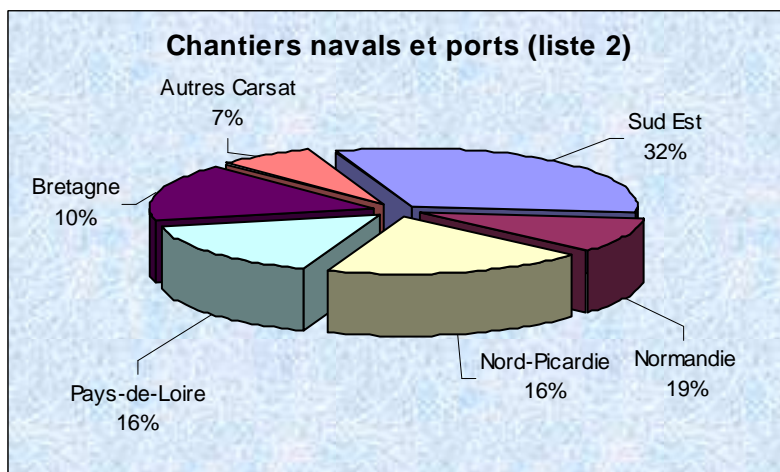 Chantiers navals et ports (liste 2)
Autres Carsat
7%
Sud Est
32%
Bretagne
10%
Nord-Picardie
16%
Normandie
19%
Pays-de-Loire
16%